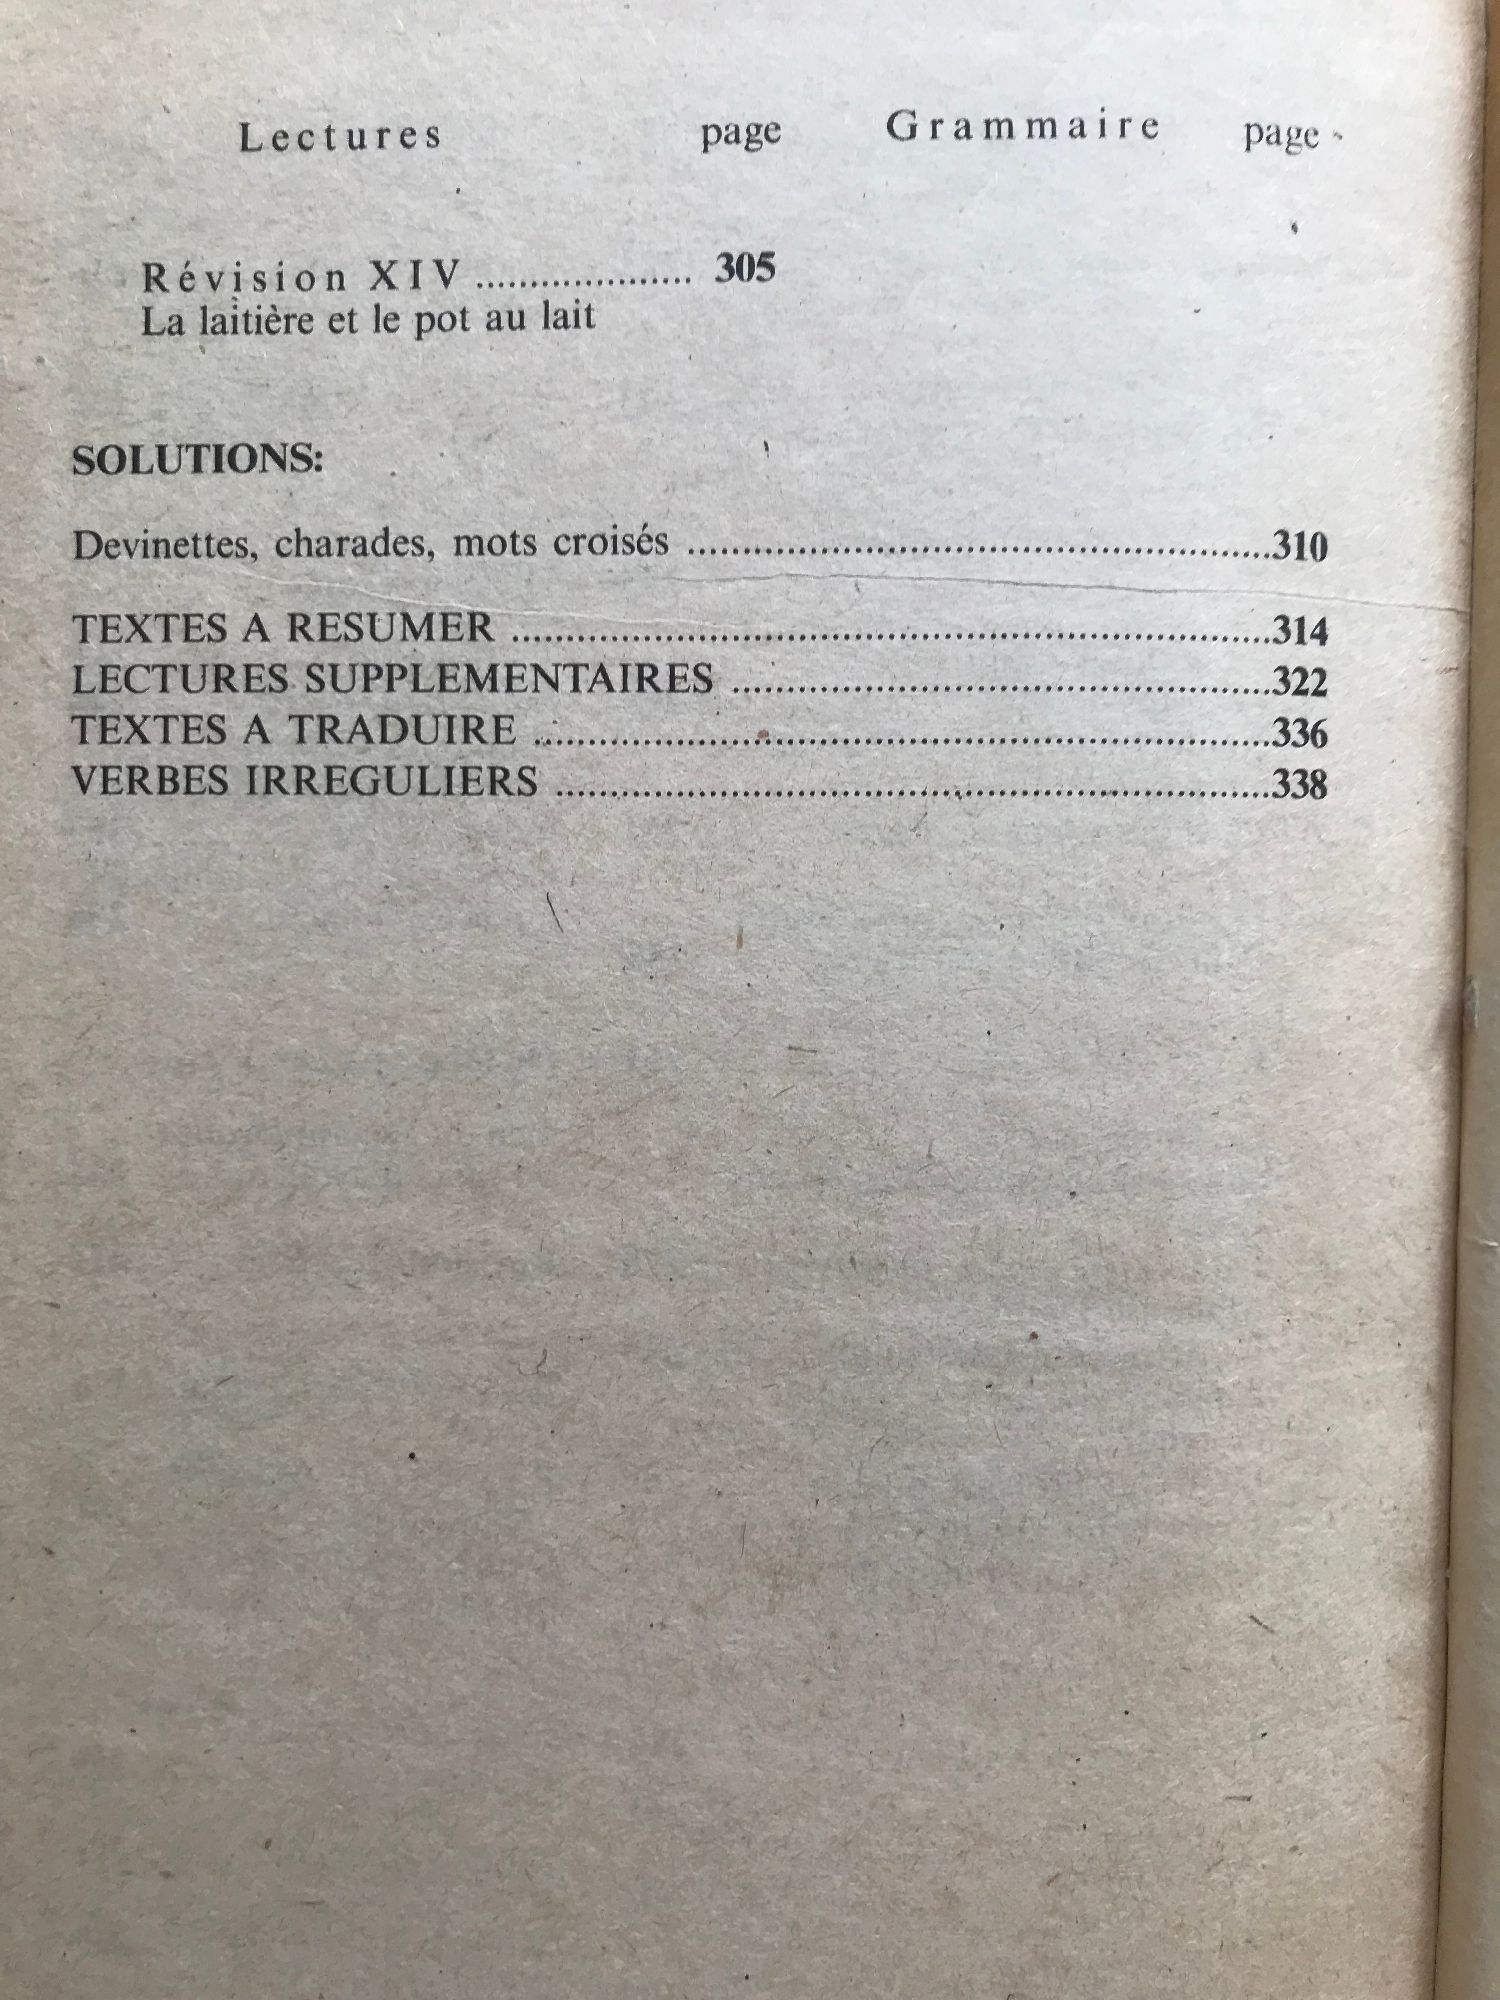 Lectures page Grammaire page
Révision XIV .................... 305
La laitière et le pot au lait
SOLUTIONS:
Devinettes, charades, mots croisés ........................................................310
TEXTES A RESUMER ........................................................................314
LECTURES SUPPLEMENTAIRES ....................................................322
TEXTES A TRADUIRE ......................................................................336
VERBES IRREGULIERS ....................................................................338